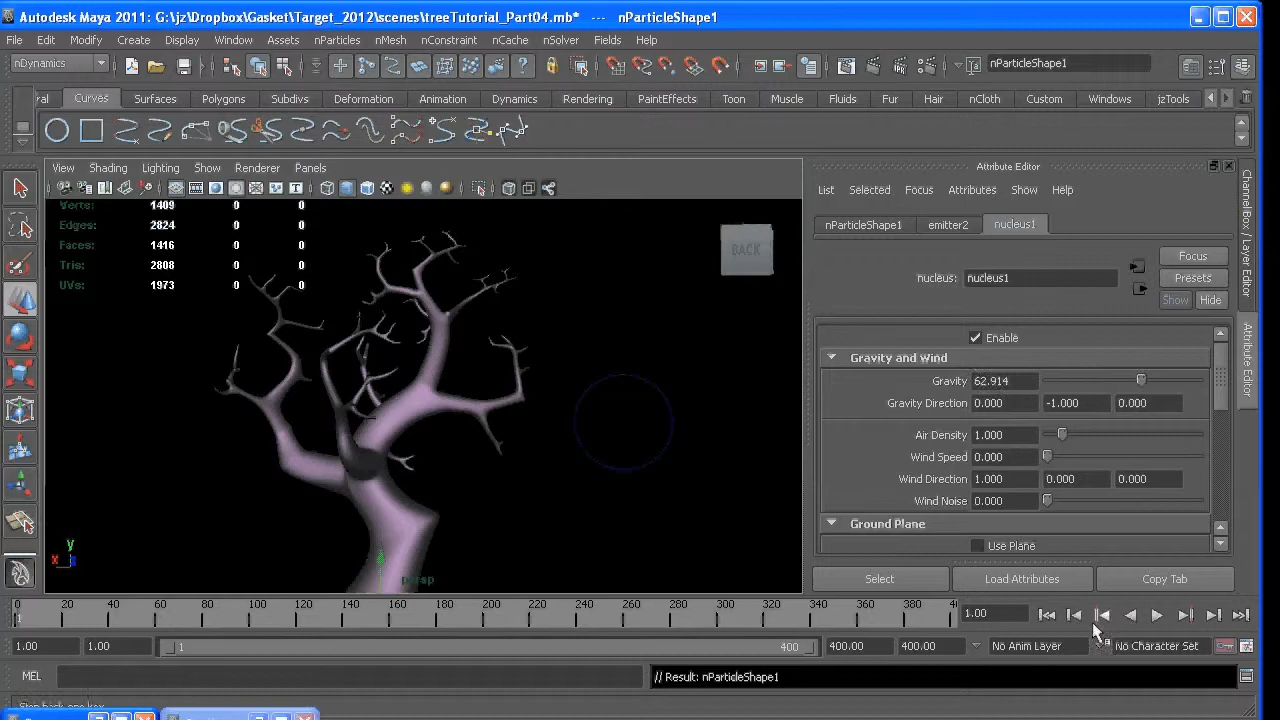 Autodesk Maya 2011: G:\jz\Dropbox\Gasket\Target_2012\scenes\treeTutorial_Part04.mb* --- nParticleShape1
File Edit Modify Create Display Window Assets nParticles nMesh nConstraint nCache nSolver Fields Help
nDynamics nParticleShape1
ral Curves Surfaces Polygons Subdivs Deformation Animation Dynamics Rendering PaintEffects Toon Muscle Fluids Fur Hair nCloth Custom Windows jzTools
View Shading Lighting Show Renderer Panels
Verts: 1409 0 0
Edges: 2824 0 0
Faces: 1416 0 0
Tris: 2808 0 0
UVs: 1973 0 0
BACK
y
x
persp
Attribute Editor
List Selected Focus Attributes Show Help
nParticleShape1 emitter2 nucleus1
nucleus: nucleus1
Focus
Presets
Show Hide
Enable
Gravity and Wind
Gravity 62.914
Gravity Direction 0.000 -1.000 0.000
Air Density 1.000
Wind Speed 0.000
Wind Direction 1.000 0.000 0.000
Wind Noise 0.000
Ground Plane
Use Plane
Select Load Attributes Copy Tab
Channel Box / Layer Editor
Attribute Editor
0 20 40 60 80 100 120 140 160 180 200 220 240 260 280 300 320 340 360 380 40
1 1.00
1.00 1.00 1 400 400.00 400.00 No Anim Layer No Character Set
MEL // Result: nParticleShape1
Step back one key